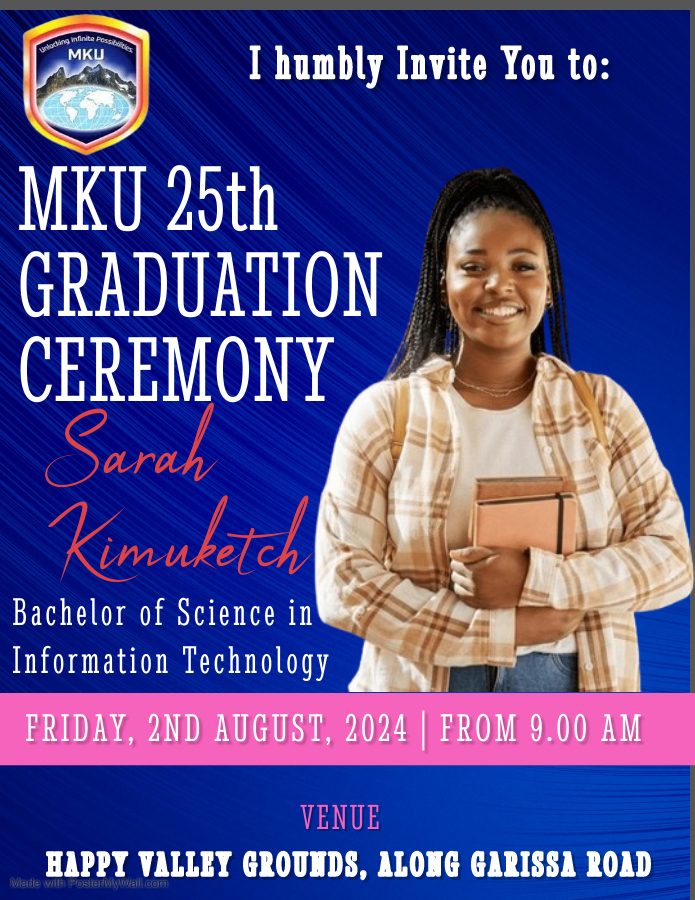 Unlocking Infinite Possibilities.
MKU
I humbly Invite You to:
MKU 25th
GRADUATION
CEREMONY
Sarah
Kimuketch
Bachelor of Science in
Information Technology
FRIDAY, 2ND AUGUST, 2024 | FROM 9.00 AM
VENUE
HAPPY VALLEY GROUNDS, ALONG GARISSA ROAD
Made with PosterMyWall.com